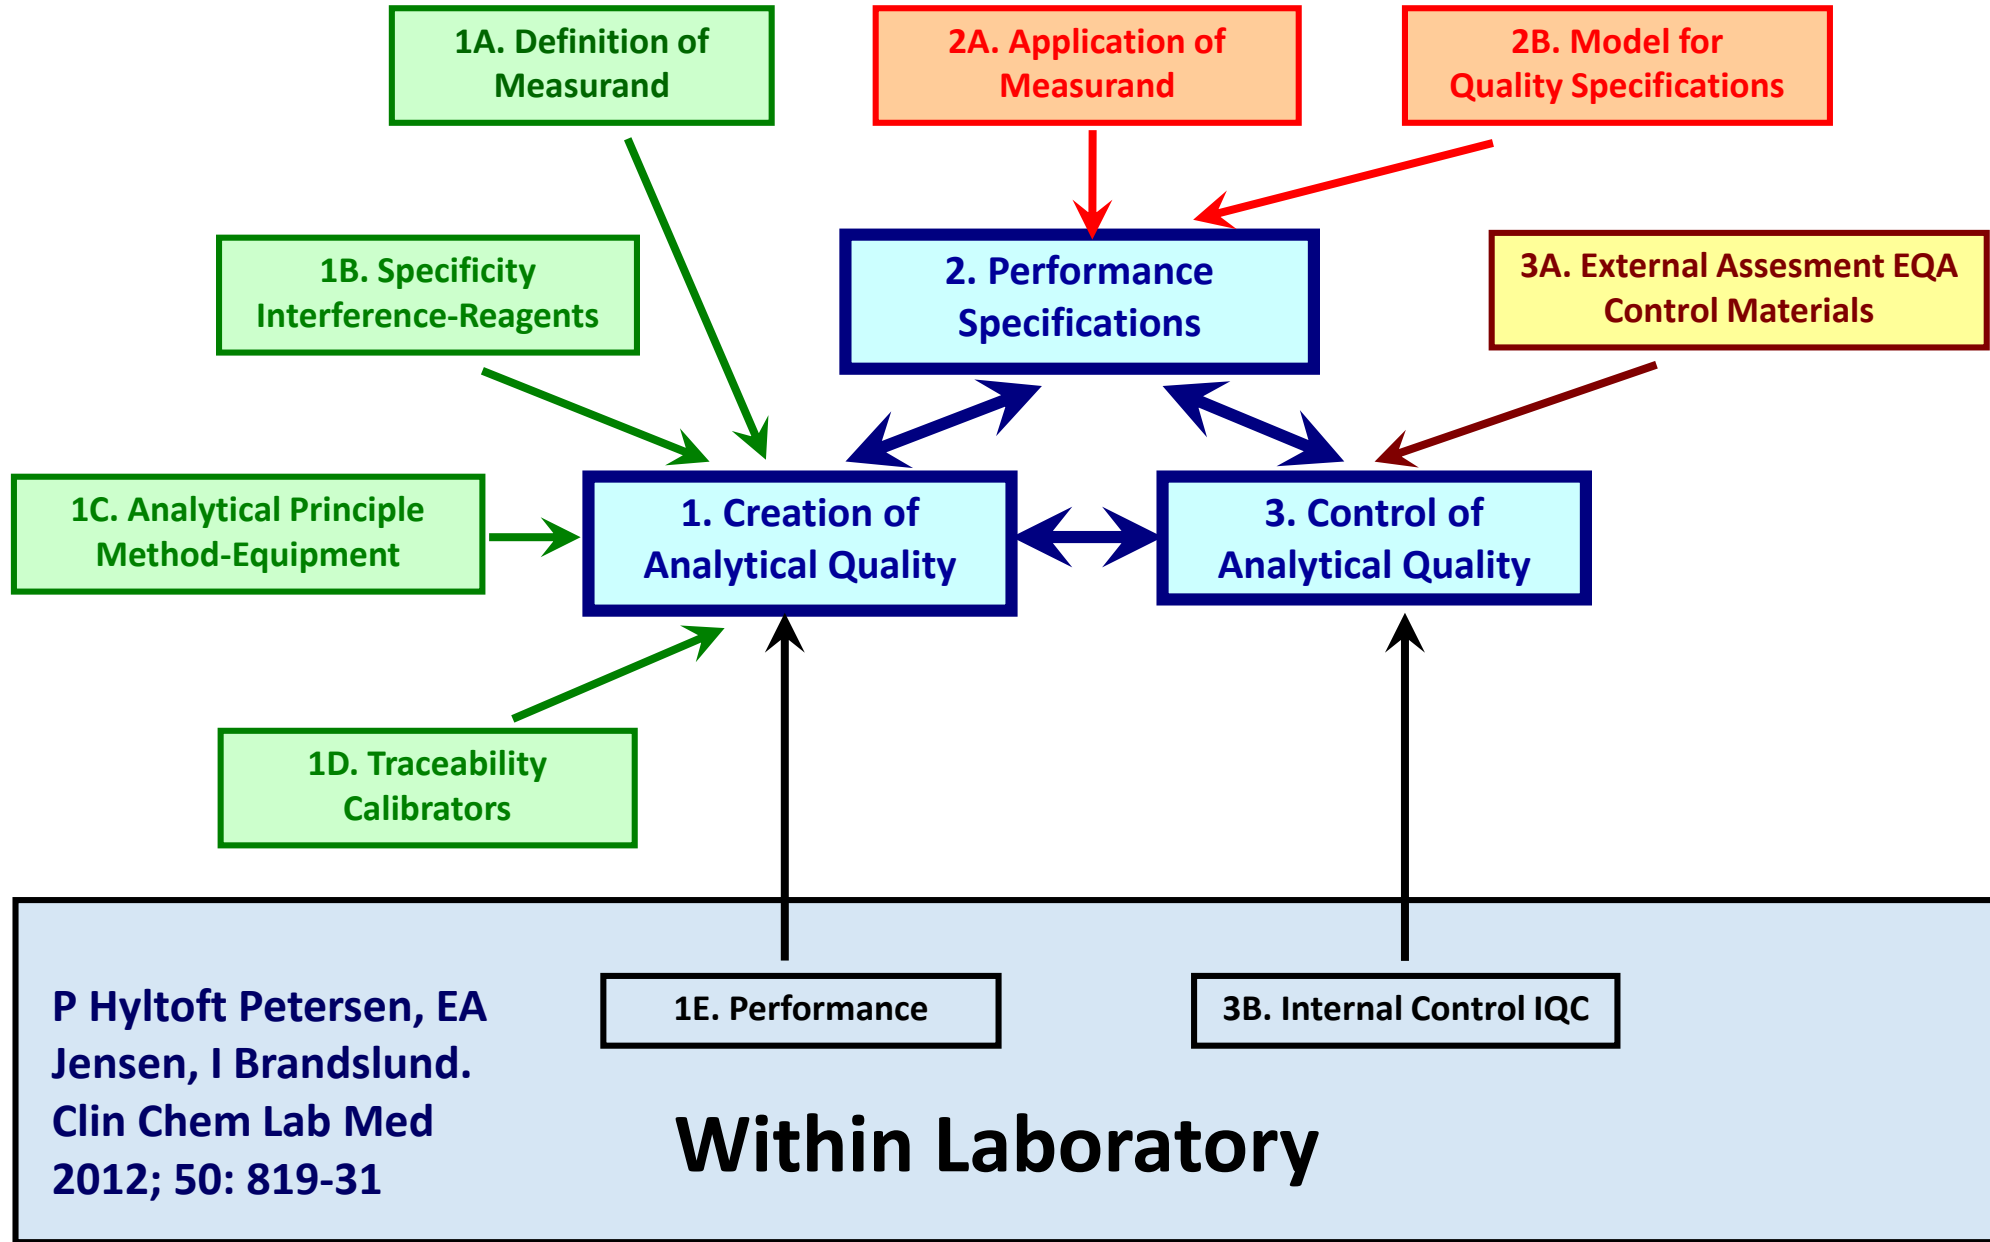 1A. Definition of
Measurand
2A. Application of
Measurand
2B. Model for
Quality Specifications
1B. Specificity
Interference-Reagents
2. Performance
Specifications
3A. External Assesment EQA
Control Materials
1C. Analytical Principle
Method-Equipment
1. Creation of
Analytical Quality
3. Control of
Analytical Quality
1D. Traceability
Calibrators
P Hyltoft Petersen, EA
Jensen, I Brandslund.
Clin Chem Lab Med
2012; 50: 819-31
1E. Performance
3B. Internal Control IQC
Within Laboratory